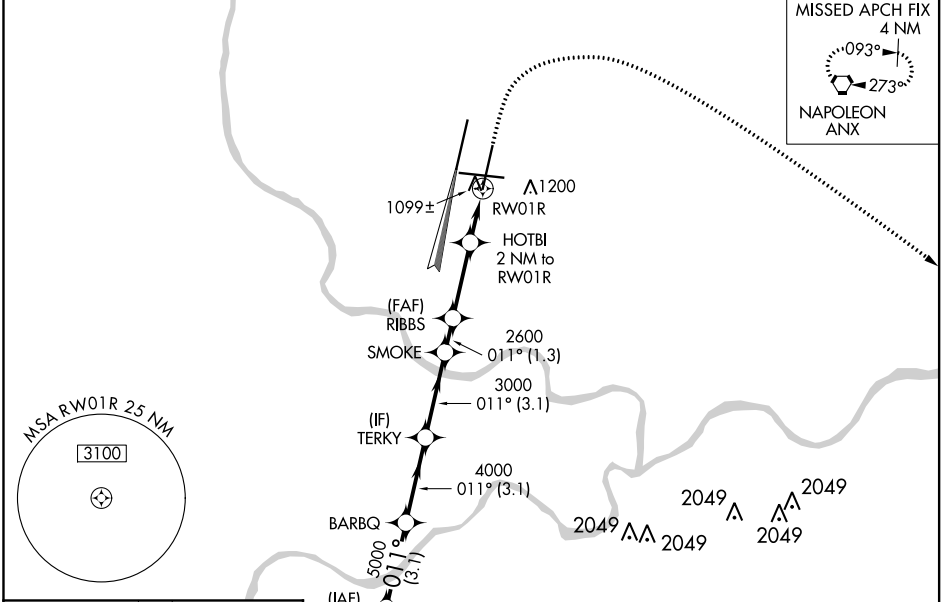 MISSED APCH FIX
4 NM
093°
273°
NAPOLEON
ANX
1200
1099±
RW01R
HOTBI
2 NM to
RW01R
(FAF)
RIBBS
2600
011° (1.3)
SMOKE
3000
011° (3.1)
(IF)
TERKY
4000
011° (3.1)
MSA RW01R 25 NM
3100
BARBQ
5000
011°
(3.1)
2049
2049
2049
2049
2049
(IAF)